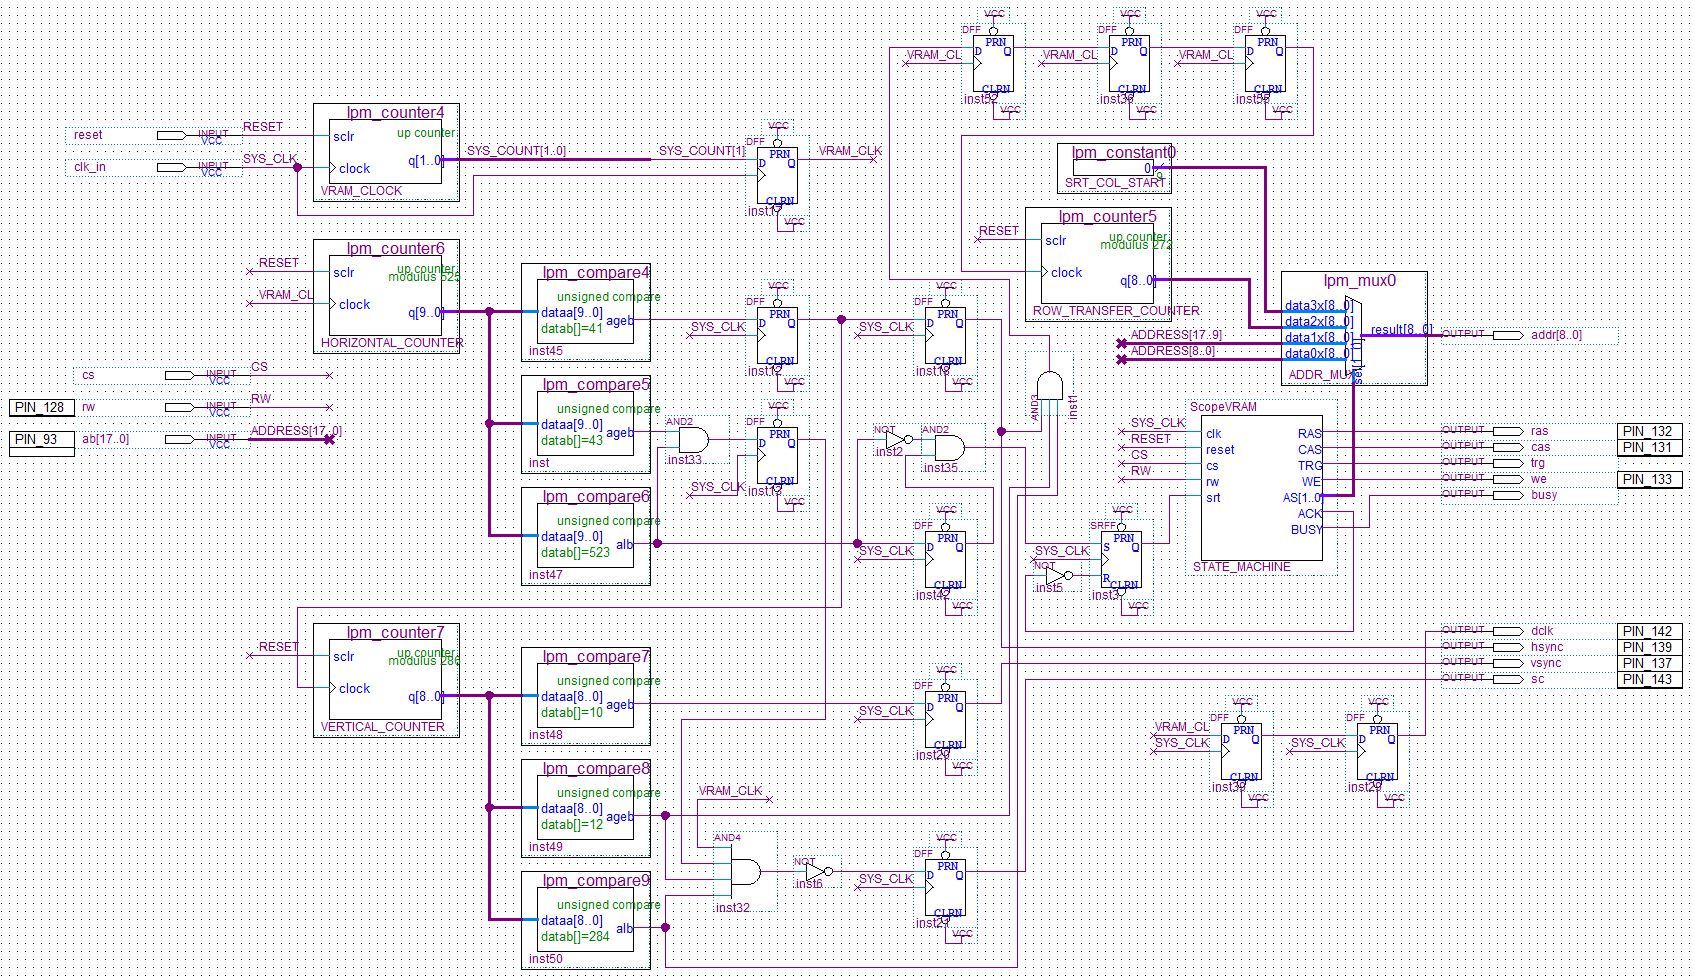 VCC
VCC
VCC
DFF
PRN
D
Q
CLRN
VRAM_CL
inst52
VCC
DFF
PRN
D
Q
CLRN
VRAM_CL
VCC
DFF
PRN
D
Q
CLRN
VRAM_CL
VCC
lpm_counter4
up counter
sclr
clock
q[1..0]
VRAM_CLOCK
reset
INPUT
VCC
RESET
clk_in
INPUT
VCC
SYS_CLK
SYS_COUNT[1..0]
SYS_COUNT[1]
VCC
DFF
PRN
D
Q
CLRN
VCC
VRAM_CLK
lpm_constant0
0
9
SRT_COL_START
lpm_counter5
up counter
modulus 272
RESET
sclr
clock
q[8..0]
ROW_TRANSFER_COUNTER
lpm_counter6
up counter
modulus 525
RESET
sclr
VRAM_CL
clock
q[9..0]
HORIZONTAL_COUNTER
lpm_compare4
unsigned compare
dataa[9..0]
ageb
datab[]=41
inst45
VCC
DFF
PRN
D
Q
CLRN
SYS_CLK
inst12
VCC
VCC
DFF
PRN
D
Q
CLRN
SYS_CLK
inst18
VCC
lpm_mux0
data3x[8..0]
data2x[8..0]
data1x[8..0]
data0x[8..0]
result[8..0]
ADDRESS[17..9]
ADDRESS[8..0]
OUTPUT
addr[8..0]
cs
INPUT
VCC
CS
PIN_128
rw
INPUT
VCC
RW
PIN_93
ab[17..0]
INPUT
VCC
ADDRESS[17..0]
lpm_compare5
unsigned compare
dataa[9..0]
ageb
datab[]=43
inst
AND2
inst33
VCC
DFF
PRN
D
Q
CLRN
SYS_CLK
inst13
VCC
NOT
inst2
AND2
inst35
AND3
inst1
lpm_compare6
unsigned compare
dataa[9..0]
alb
datab[]=523
inst47
VCC
DFF
PRN
D
Q
CLRN
SYS_CLK
inst42
VCC
VCC
SRFF
PRN
S
Q
R
CLRN
SYS_CLK
NOT
inst5
inst3
VCC
ScopeVRAM
SYS_CLK
clk
RAS
RESET
reset
CAS
CS
cs
TRG
RW
rw
WE
srt
AS[1..0]
ACK
BUSY
STATE_MACHINE
OUTPUT
ras
PIN_132
OUTPUT
cas
PIN_131
OUTPUT
trg
OUTPUT
we
PIN_133
OUTPUT
busy
lpm_counter7
up counter
modulus 286
RESET
sclr
clock
q[8..0]
VERTICAL_COUNTER
lpm_compare7
unsigned compare
dataa[8..0]
ageb
datab[]=10
inst48
VCC
DFF
PRN
D
Q
CLRN
SYS_CLK
VCC
OUTPUT
dclk
PIN_142
OUTPUT
hsync
PIN_139
OUTPUT
vsync
PIN_137
OUTPUT
sc
PIN_143
VCC
DFF
PRN
D
Q
CLRN
VRAM_CL
SYS_CLK
VCC
VCC
DFF
PRN
D
Q
CLRN
SYS_CLK
VCC
lpm_compare8
unsigned compare
dataa[8..0]
ageb
datab[]=12
inst49
VRAM_CLK
AND4
inst32
NOT
inst6
VCC
DFF
PRN
D
Q
CLRN
SYS_CLK
VCC
lpm_compare9
unsigned compare
dataa[8..0]
alb
datab[]=284
inst50